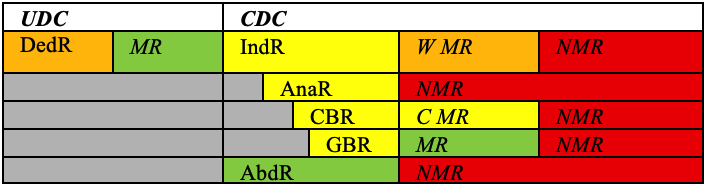 UDC CDC
DedR MR IndR W MR NMR
AnaR NMR
CBR C MR NMR
GBR MR NMR
AbdR NMR